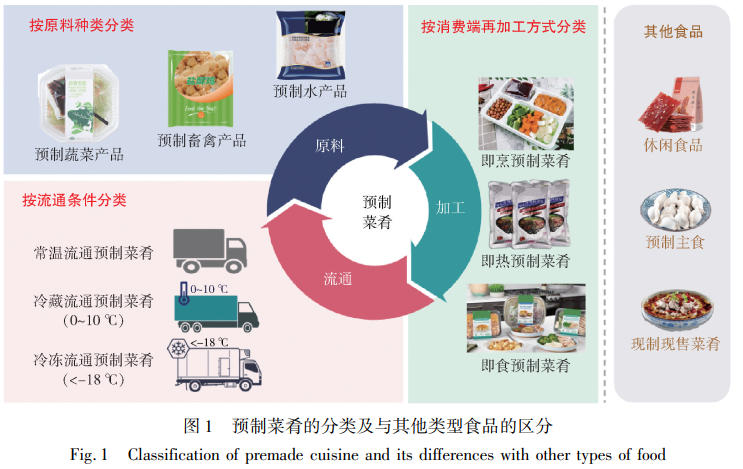 按原料种类分类
预制蔬菜产品
预制畜禽产品
预制水产品
按消费端再加工方式分类
即烹预制菜肴
即热预制菜肴
即食预制菜肴
按流通条件分类
常温流通预制菜肴
冷藏流通预制菜肴
(0~10 ℃)
0~10 ℃
冷冻流通预制菜肴
(<-18 ℃)
<-18 ℃
原料
加工
流通
预制
菜肴
其他食品
休闲食品
预制主食
现制现售菜肴
图 1 预制菜肴的分类及与其他类型食品的区分
Fig. 1 Classification of premade cuisine and its differences with other types of food